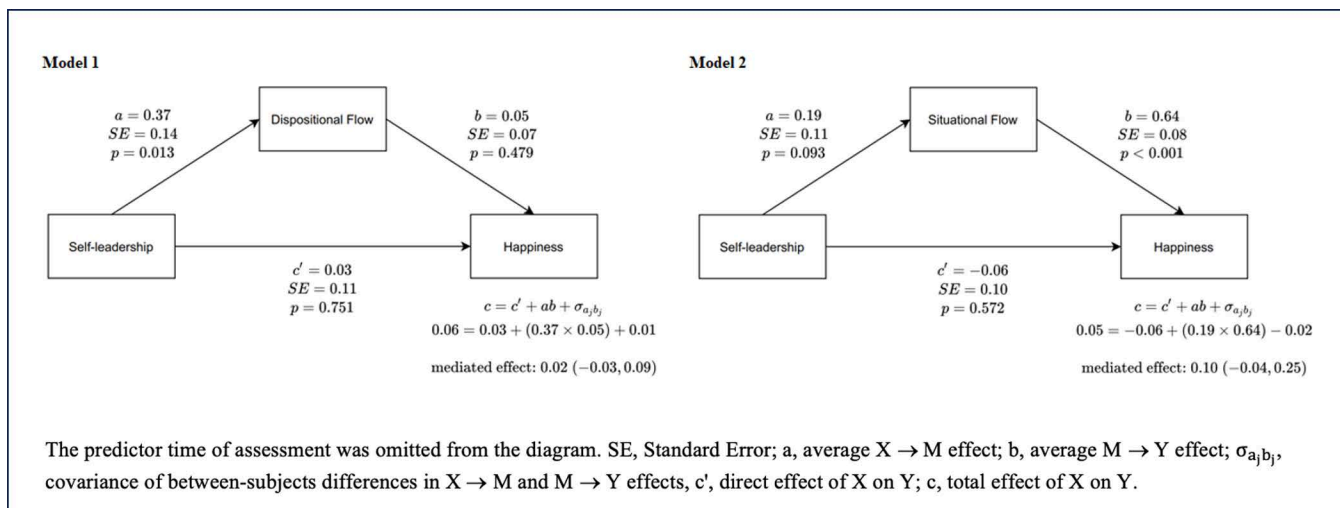 Model 1
a = 0.37
SE = 0.14
p = 0.013
Dispositional Flow
b = 0.05
SE = 0.07
p = 0.479
Self-leadership
Happiness
c′ = 0.03
SE = 0.11
p = 0.751
c = c′ + ab + σ_{a_j b_j}
0.06 = 0.03 + (0.37 × 0.05) + 0.01
mediated effect: 0.02 (−0.03, 0.09)
Model 2
a = 0.19
SE = 0.11
p = 0.093
Situational Flow
b = 0.64
SE = 0.08
p < 0.001
Self-leadership
Happiness
c′ = −0.06
SE = 0.10
p = 0.572
c = c′ + ab + σ_{a_j b_j}
0.05 = −0.06 + (0.19 × 0.64) − 0.02
mediated effect: 0.10 (−0.04, 0.25)
The predictor time of assessment was omitted from the diagram. SE, Standard Error; a, average X → M effect; b, average M → Y effect; σ_{a_j b_j},
covariance of between-subjects differences in X → M and M → Y effects, c', direct effect of X on Y; c, total effect of X on Y.